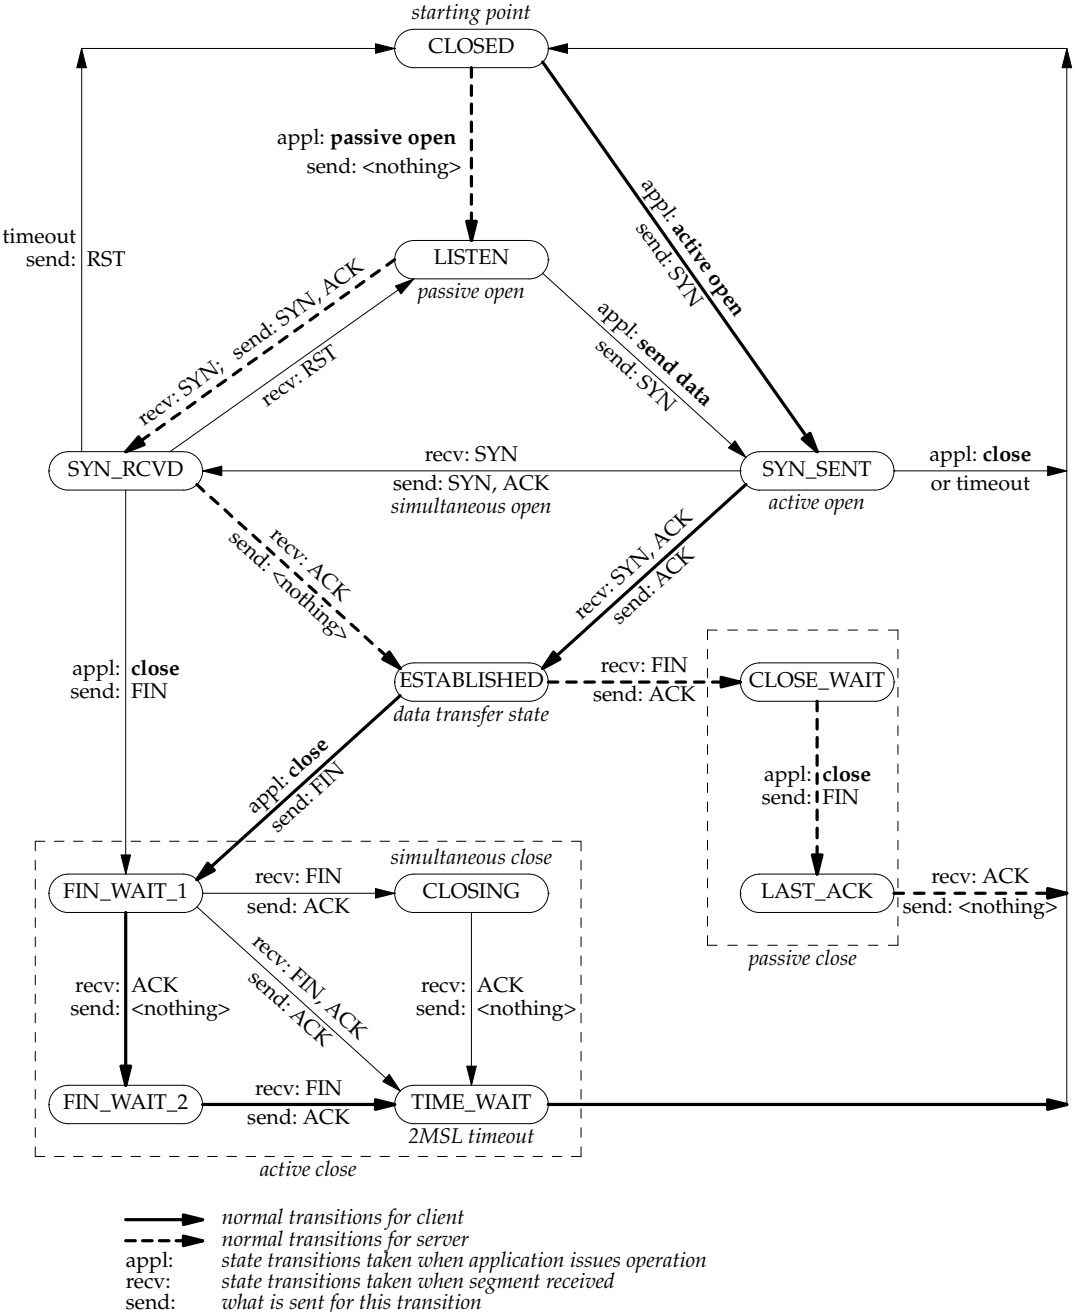 starting point
CLOSED
appl: passive open
send: <nothing>
appl: active open
send: SYN
timeout
send: RST
LISTEN
passive open
recv: SYN; send: SYN, ACK
recv: RST
appl: send data
send: SYN
SYN_RCVD
recv: SYN
send: SYN, ACK
simultaneous open
SYN_SENT
active open
appl: close
or timeout
recv: ACK
send: <nothing>
recv: SYN, ACK
send: ACK
appl: close
send: FIN
ESTABLISHED
data transfer state
recv: FIN
send: ACK
CLOSE_WAIT
appl: close
send: FIN
appl: close
send: FIN
simultaneous close
FIN_WAIT_1
recv: FIN
send: ACK
CLOSING
LAST_ACK
recv: ACK
send: <nothing>
passive close
recv: ACK
send: <nothing>
recv: FIN, ACK
send: ACK
recv: ACK
send: <nothing>
FIN_WAIT_2
recv: FIN
send: ACK
TIME_WAIT
2MSL timeout
active close
normal transitions for client
normal transitions for server
appl: state transitions taken when application issues operation
recv: state transitions taken when segment received
send: what is sent for this transition